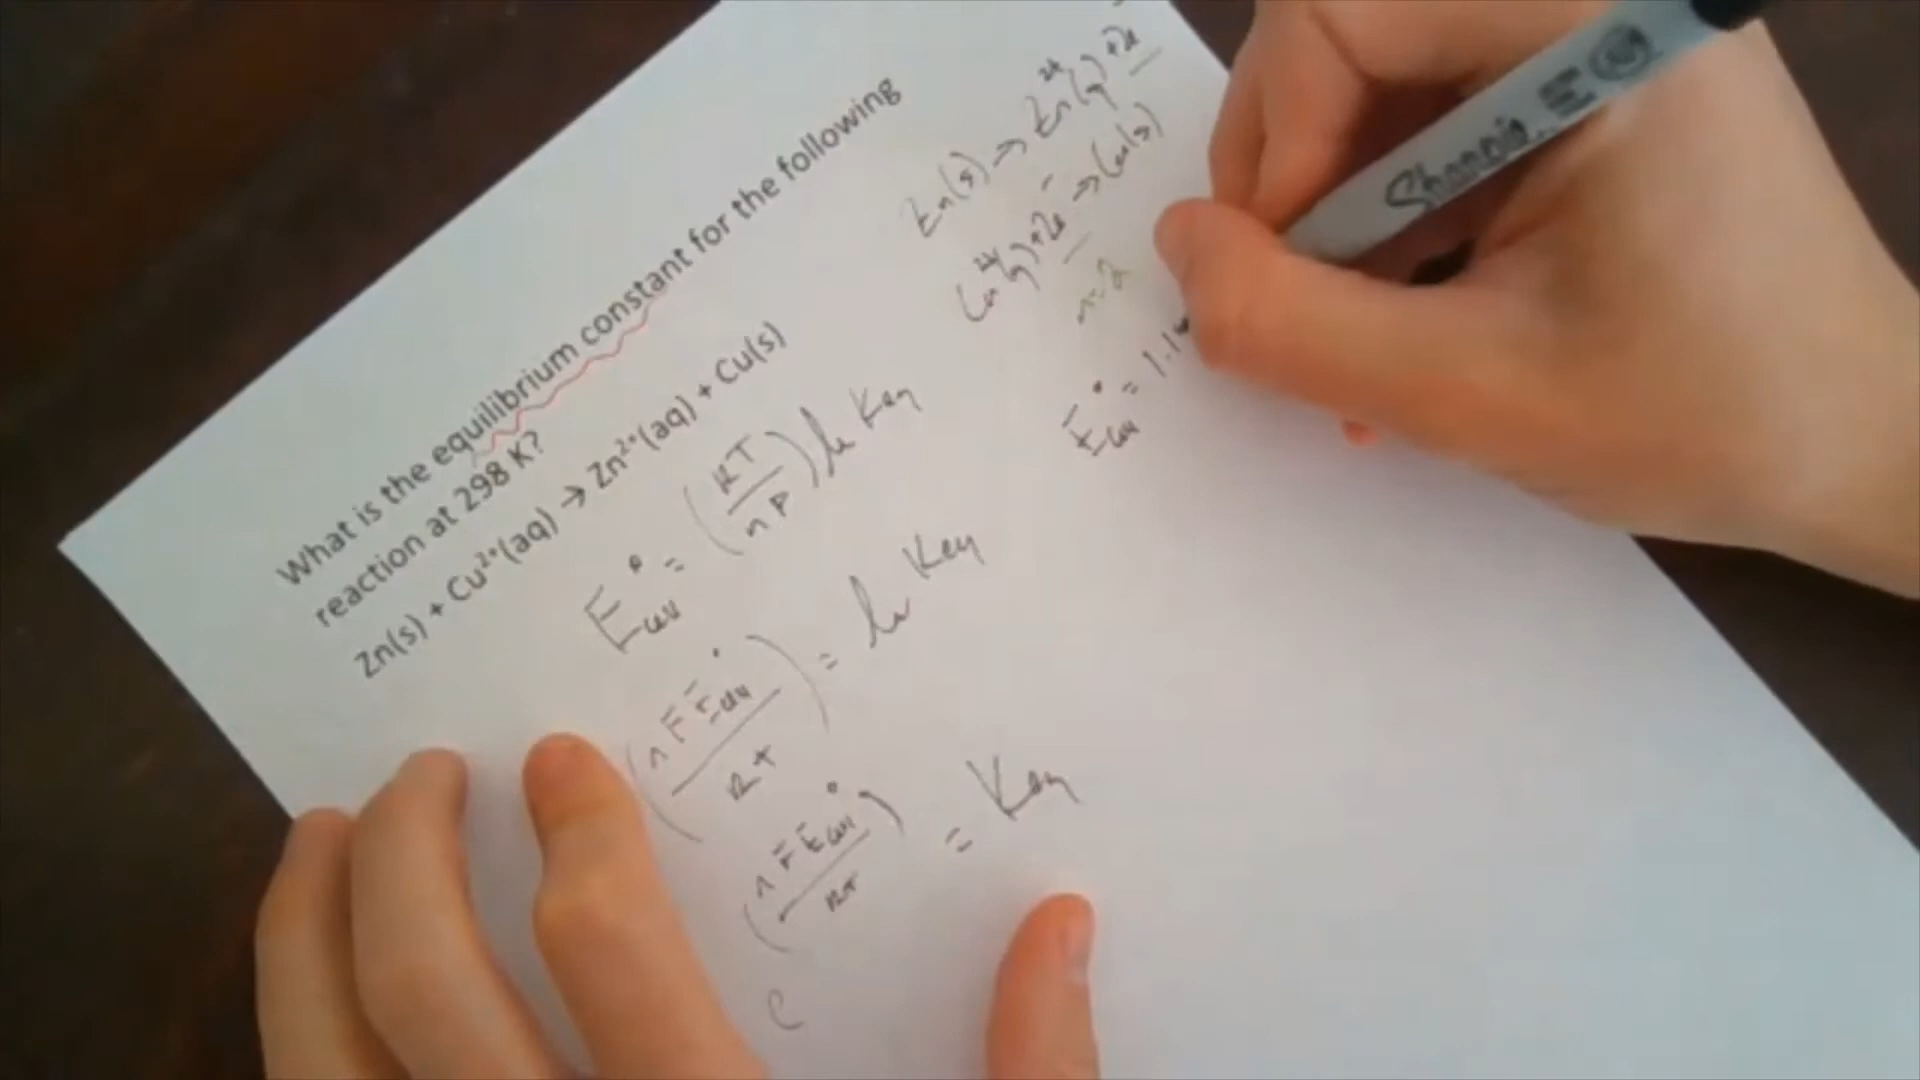 What is the equilibrium constant for the following
reaction at 298 K?
Zn(s) + Cu²⁺(aq) → Zn²⁺(aq) + Cu(s)
E°cell = (RT/nF) ln Keq
(nFE°cell/RT) = ln Keq
e^(nFE°cell/RT) = Keq
Zn(s) → Zn²⁺(aq) + 2e
Cu²⁺(aq) + 2e⁻ → Cu(s)
n=2
E°cell = 1.1
Sharpie